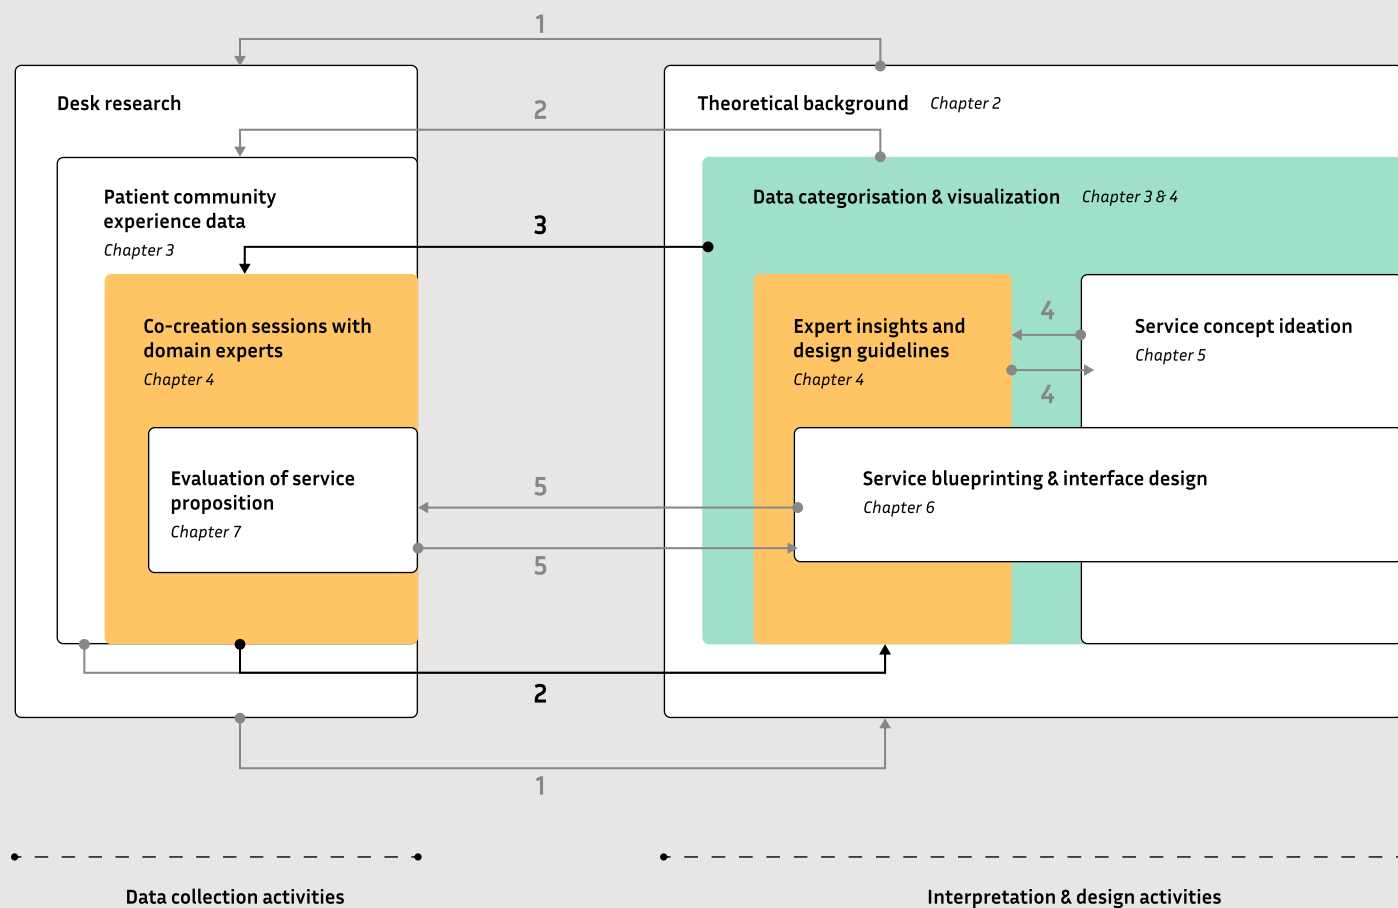 1
Desk research
Theoretical background Chapter 2
2
Patient community
experience data
Chapter 3
Data categorisation & visualization Chapter 3 & 4
3
Co-creation sessions with
domain experts
Chapter 4
Expert insights and
design guidelines
Chapter 4
4
4
Service concept ideation
Chapter 5
Evaluation of service
proposition
Chapter 7
5
5
Service blueprinting & interface design
Chapter 6
2
1
Data collection activities
Interpretation & design activities